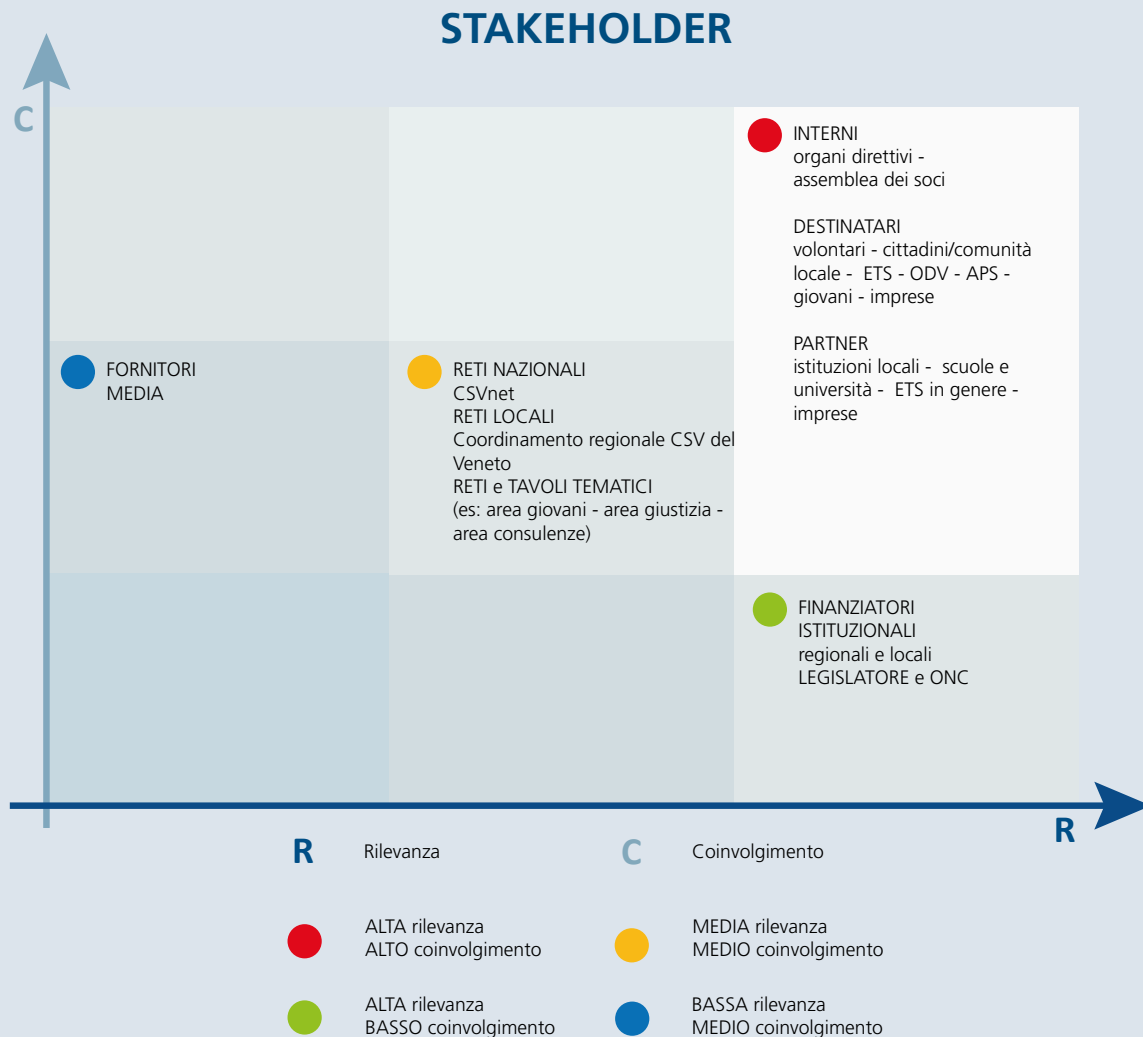 STAKEHOLDER
C
INTERNI
organi direttivi -
assemblea dei soci
DESTINATARI
volontari - cittadini/comunità
locale - ETS - ODV - APS -
giovani - imprese
PARTNER
istituzioni locali - scuole e
università - ETS in genere -
imprese
FORNITORI
MEDIA
RETI NAZIONALI
CSVnet
RETI LOCALI
Coordinamento regionale CSV del
Veneto
RETI e TAVOLI TEMATICI
(es: area giovani - area giustizia -
area consulenze)
FINANZIATORI
ISTITUZIONALI
regionali e locali
LEGISLATORE e ONC
R
R Rilevanza
C Coinvolgimento
ALTA rilevanza
ALTO coinvolgimento
MEDIA rilevanza
MEDIO coinvolgimento
ALTA rilevanza
BASSO coinvolgimento
BASSA rilevanza
MEDIO coinvolgimento